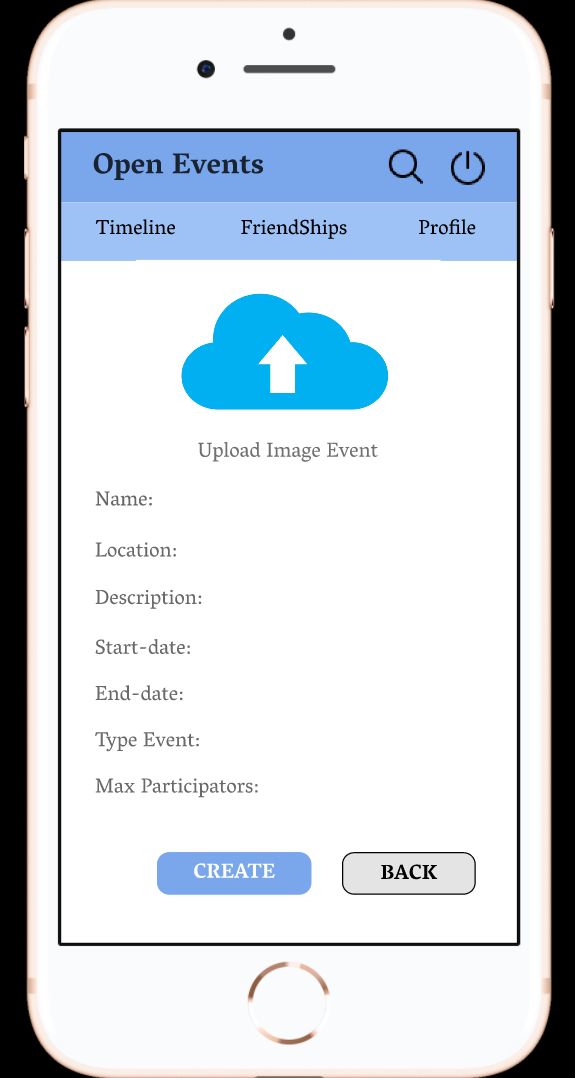 Open Events
Timeline FriendShips Profile
Upload Image Event
Name:
Location:
Description:
Start-date:
End-date:
Type Event:
Max Participators:
CREATE BACK